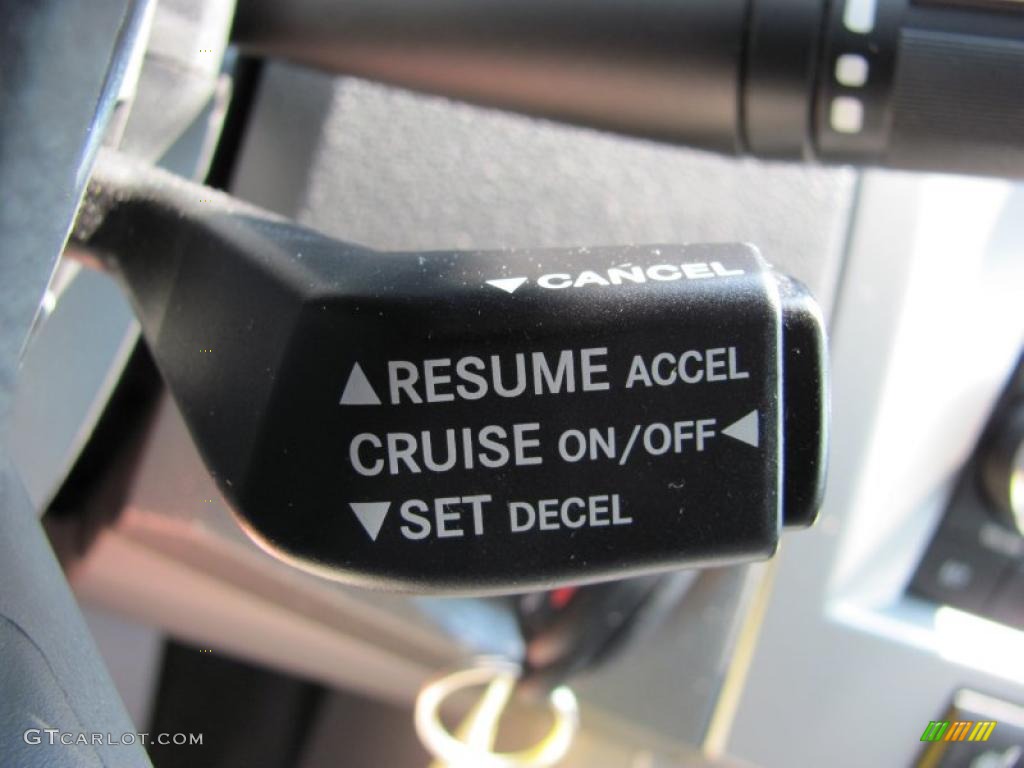 CANCEL
RESUME ACCEL
CRUISE ON/OFF
SET DECEL
GTCARLOT.COM